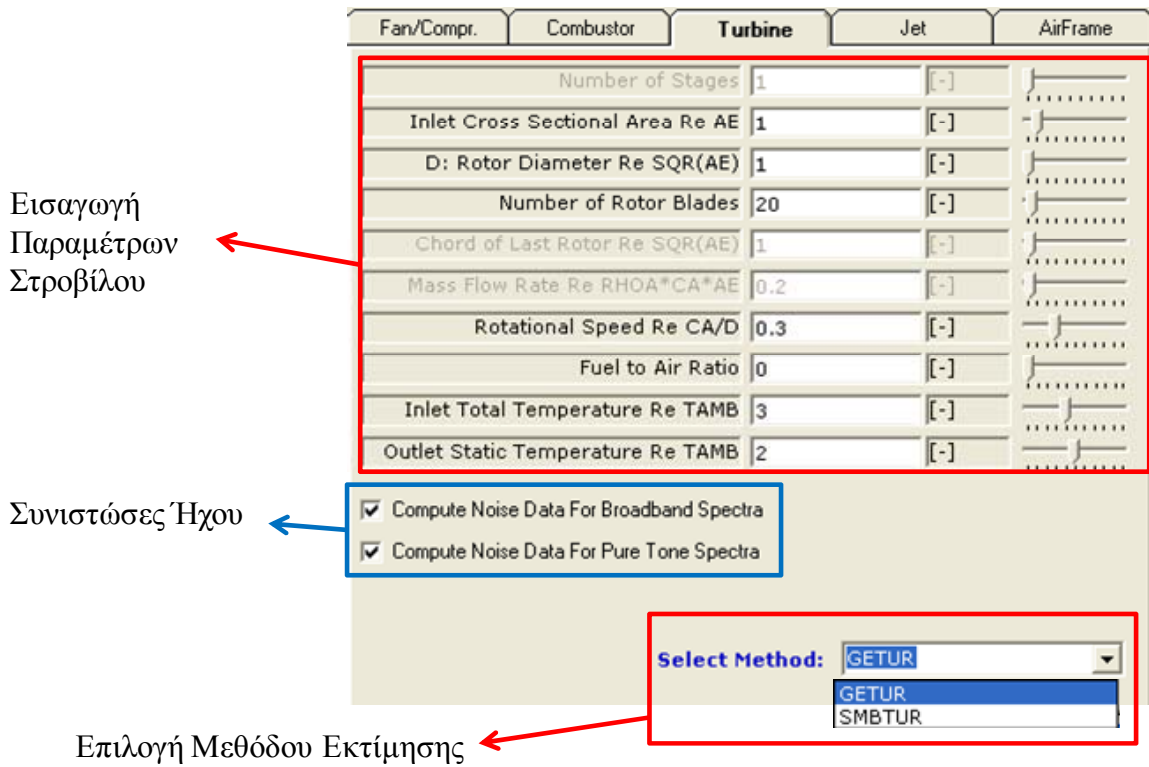 Fan/Compr. Combustor Turbine Jet AirFrame
Number of Stages 1 [-]
Inlet Cross Sectional Area Re AE 1 [-]
D: Rotor Diameter Re SQR(AE) 1 [-]
Number of Rotor Blades 20 [-]
Chord of Last Rotor Re SQR(AE) 1 [-]
Mass Flow Rate Re RHOA*CA*AE 0.2 [-]
Rotational Speed Re CA/D 0.3 [-]
Fuel to Air Ratio 0 [-]
Inlet Total Temperature Re TAMB 3 [-]
Outlet Static Temperature Re TAMB 2 [-]
Εισαγωγή
Παραμέτρων
Στροβίλου
Συνιστώσες Ήχου
Compute Noise Data For Broadband Spectra
Compute Noise Data For Pure Tone Spectra
Select Method: GETUR
GETUR
SMBTUR
Επιλογή Μεθόδου Εκτίμησης